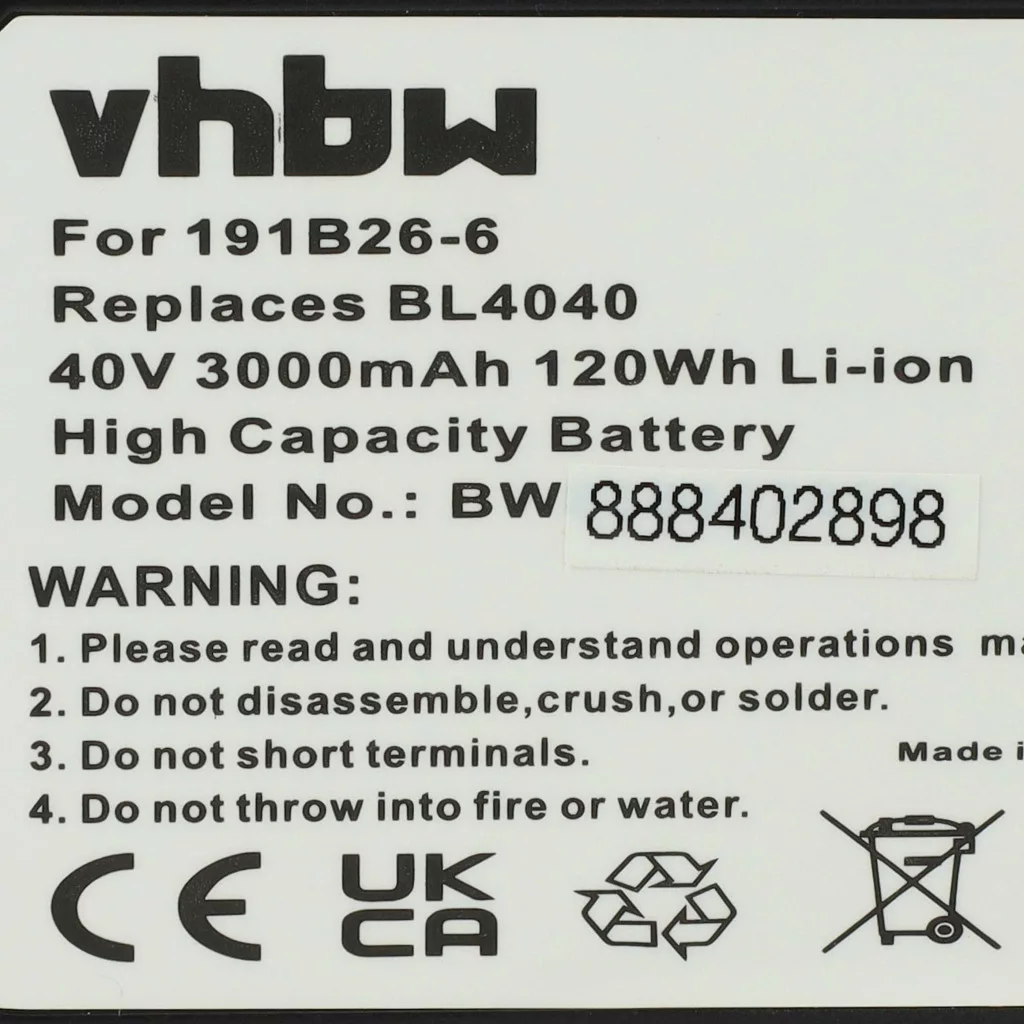 vhbw
For 191B26-6
Replaces BL4040
40V 3000mAh 120Wh Li-ion
High Capacity Battery
Model No.: BW 888402898
WARNING:
1. Please read and understand operations
2. Do not disassemble,crush,or solder.
3. Do not short terminals.
Made
4. Do not throw into fire or water.
CE
UK
CA